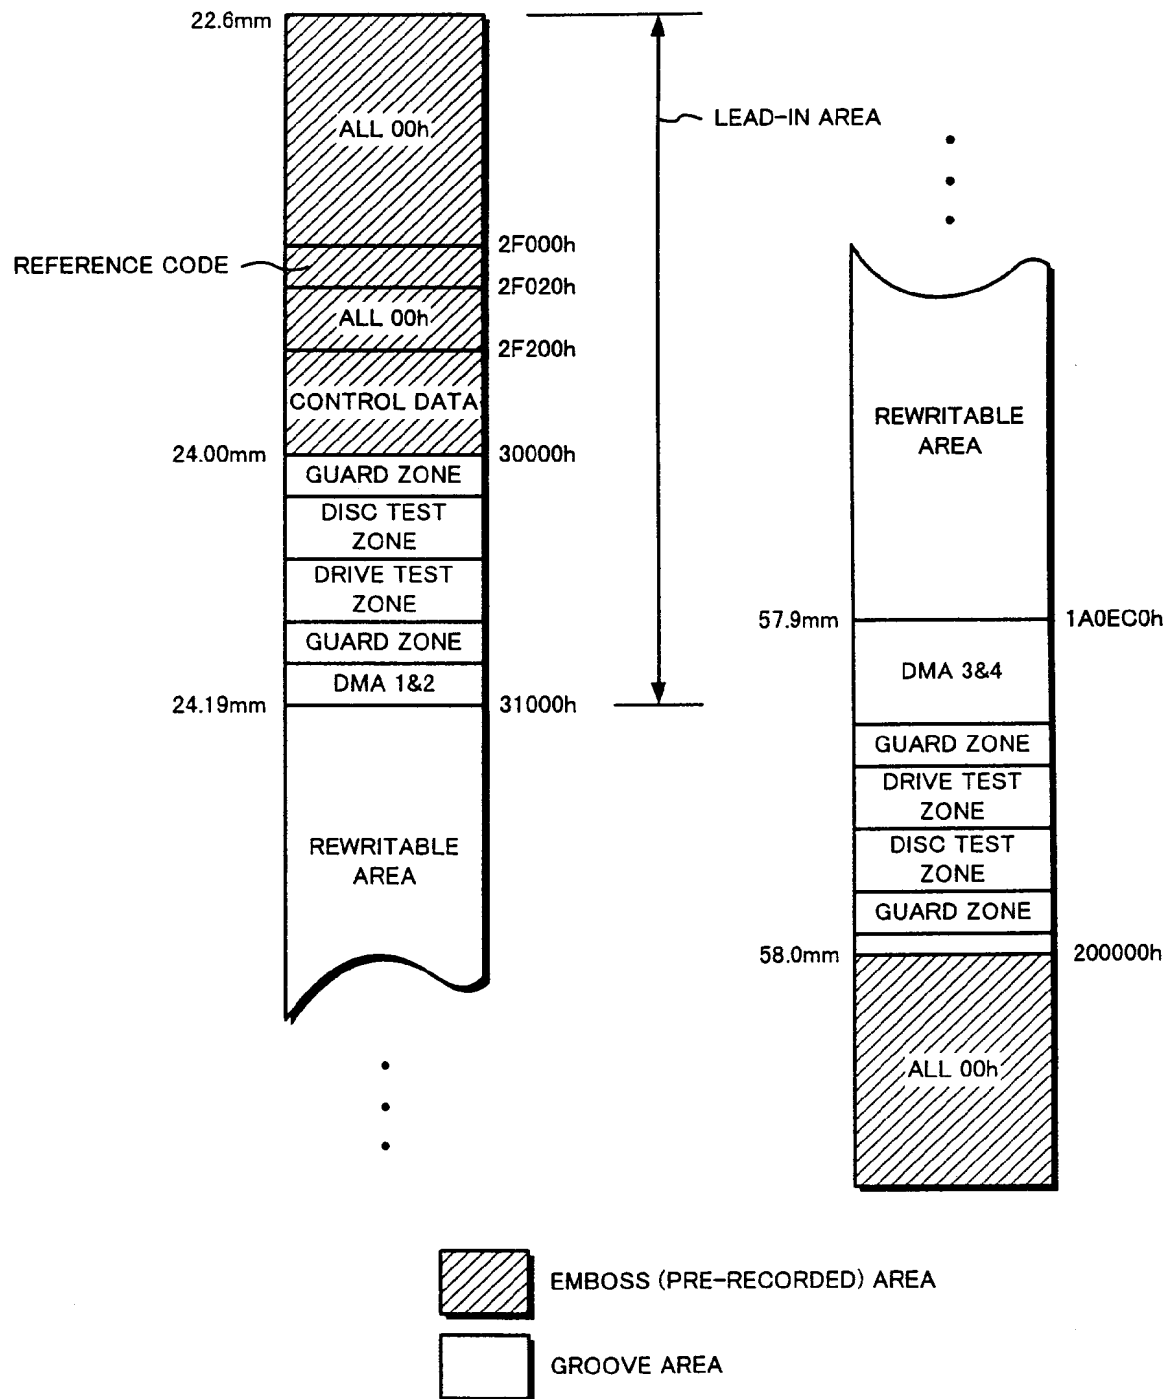 22.6mm
ALL 00h
LEAD-IN AREA
2F000h
REFERENCE CODE
2F020h
ALL 00h
2F200h
CONTROL DATA
24.00mm
30000h
GUARD ZONE
DISC TEST
ZONE
DRIVE TEST
ZONE
GUARD ZONE
DMA 1&2
24.19mm
31000h
REWRITABLE
AREA
REWRITABLE
AREA
57.9mm
1A0EC0h
DMA 3&4
GUARD ZONE
DRIVE TEST
ZONE
DISC TEST
ZONE
GUARD ZONE
58.0mm
200000h
ALL 00h
EMBOSS (PRE-RECORDED) AREA
GROOVE AREA